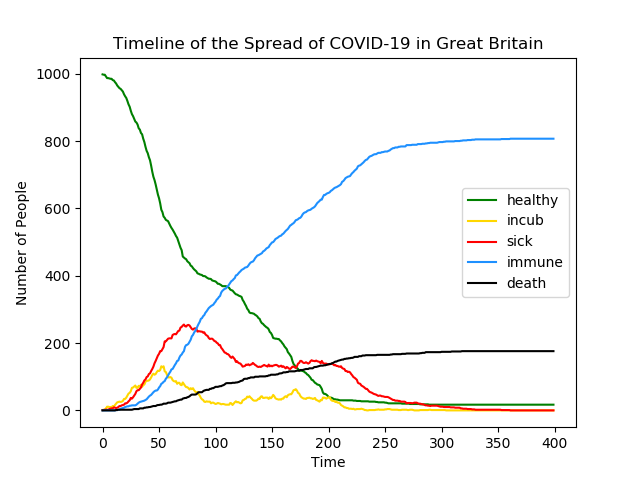 Timeline of the Spread of COVID-19 in Great Britain
Number of People
1000
800
600
400
200
0
healthy
incub
sick
immune
death
0 50 100 150 200 250 300 350 400
Time